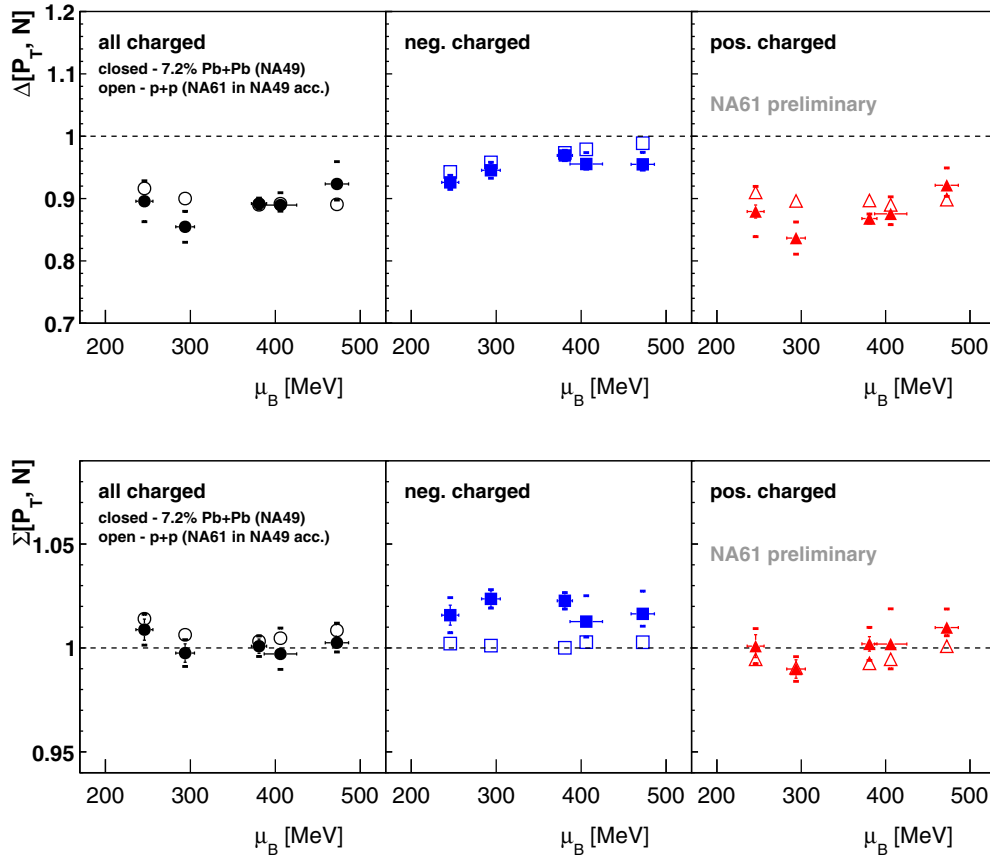 Δ[P_T, N]
1.2
1.1
1
0.9
0.8
0.7
all charged
closed - 7.2% Pb+Pb (NA49)
open - p+p (NA61 in NA49 acc.)
neg. charged
pos. charged
NA61 preliminary
200 300 400 500 200 300 400 500 200 300 400 500
μ_B [MeV] μ_B [MeV] μ_B [MeV]
Σ[P_T, N]
1.05
1
0.95
all charged
closed - 7.2% Pb+Pb (NA49)
open - p+p (NA61 in NA49 acc.)
neg. charged
pos. charged
NA61 preliminary
200 300 400 500 200 300 400 500 200 300 400 500
μ_B [MeV] μ_B [MeV] μ_B [MeV]